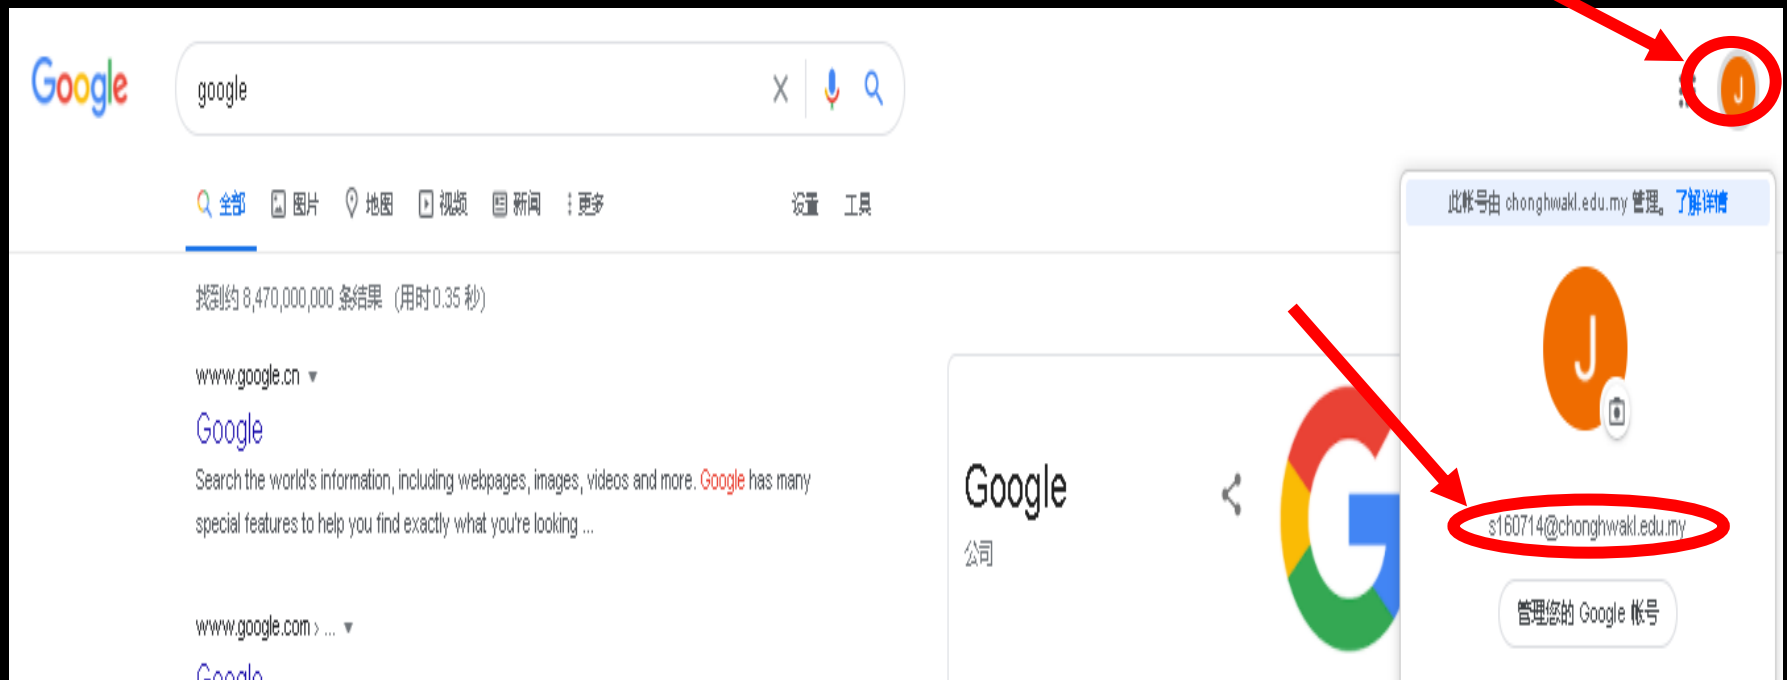 Google
google
全部
图片
地图
视频
新闻
更多
设置
工具
找到约 8,470,000,000 条结果 (用时 0.35 秒)
www.google.cn
Google
Search the world's information, including webpages, images, videos and more. Google has many
special features to help you find exactly what you're looking ...
www.google.com › ...
Google
Google
公司
J
此帐号由 chonghwakl.edu.my 管理。 了解详情
J
s160714@chonghwakl.edu.my
管理您的 Google 帐号